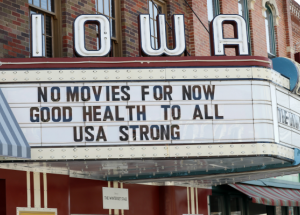 IOWA
NO MOVIES FOR NOW
GOOD HEALTH TO ALL
USA STRONG